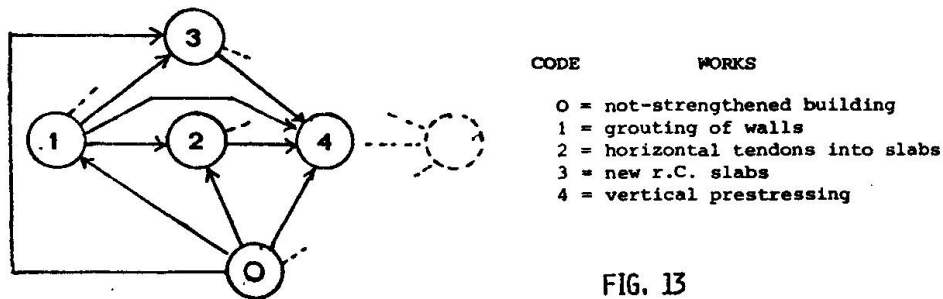 3
1
2
4
O
CODE WORKS
O = not-strengthened building
1 = grouting of walls
2 = horizontal tendons into slabs
3 = new r.C. slabs
4 = vertical prestressing
FIG. 13